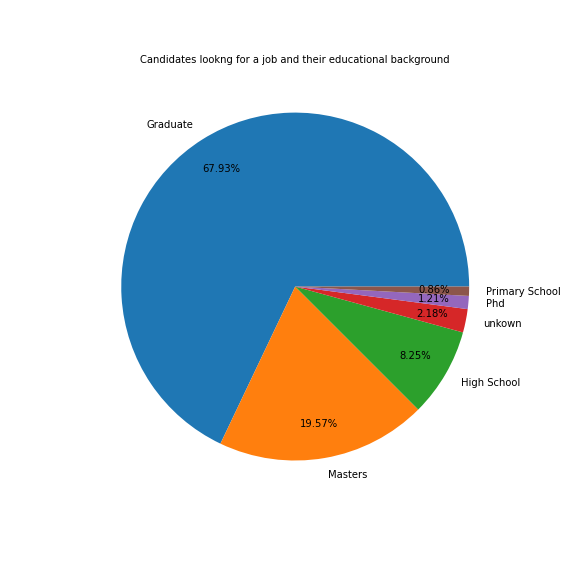 Candidates lookng for a job and their educational background
Graduate
67.93%
0.86%
Primary School
1.21%
Phd
2.18%
unkown
8.25%
High School
19.57%
Masters